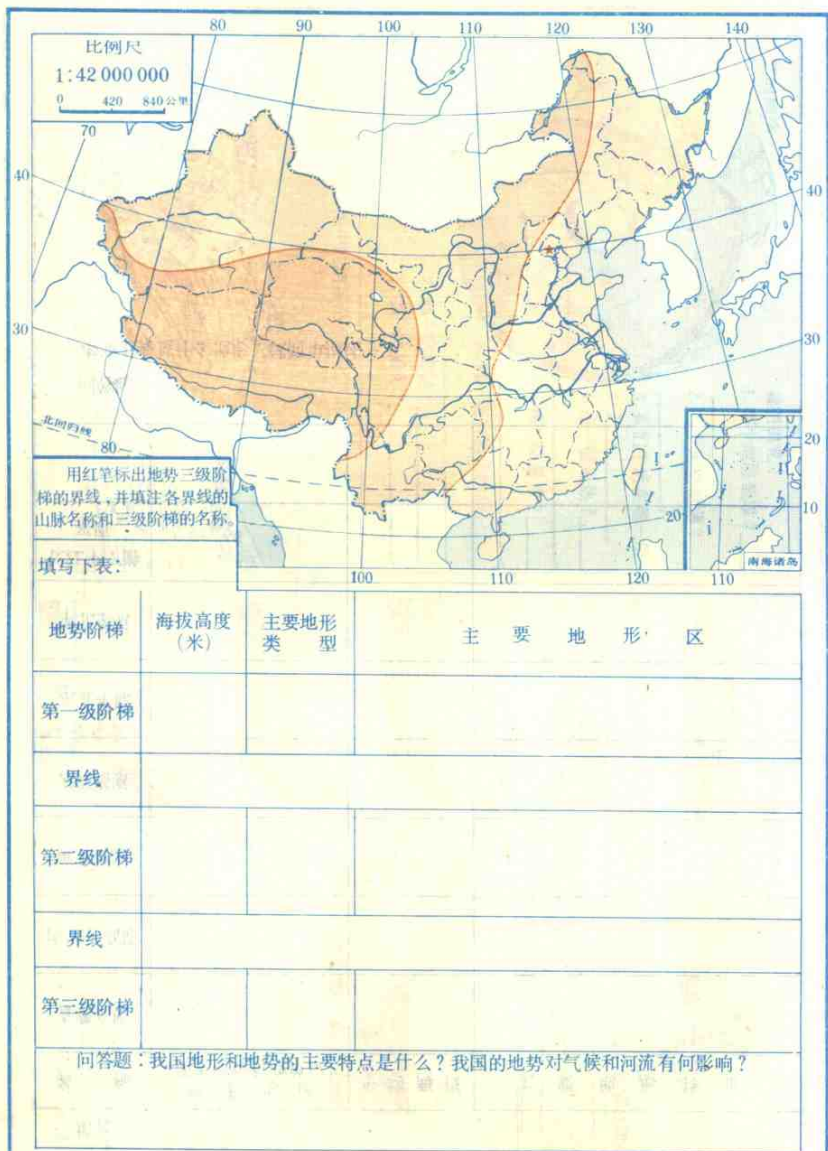 80 90 100 110 120 130 140
比例尺
1:42 000 000
0 420 840公里
70
40
40
30
30
北回归线
80
20
10
20
用红笔标出地势三级阶
梯的界线,并填注各界线的
山脉名称和三级阶梯的名称。
南海诸岛
100 110 120 110
填写下表:
地势阶梯 海拔高度(米) 主要地形类型 主要地形区
第一级阶梯
界线
第二级阶梯
界线
第三级阶梯
问答题:我国地形和地势的主要特点是什么?我国的地势对气候和河流有何影响?